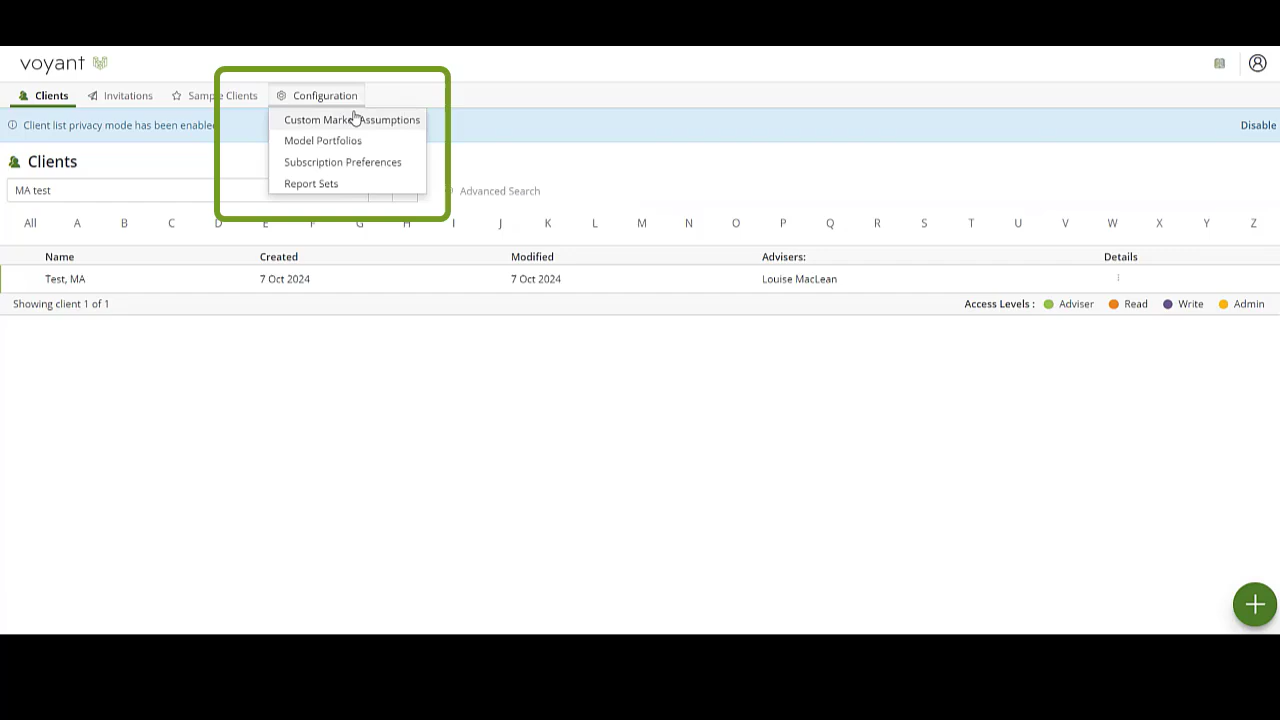 voyant
Clients Invitations Sample Clients Configuration
Client list privacy mode has been enabled Disable
Custom Market Assumptions
Model Portfolios
Subscription Preferences
Report Sets
Clients
MA test Advanced Search
All A B C D E F G H I J K L M N O P Q R S T U V W X Y Z
Name Created Modified Advisers: Details
Test, MA 7 Oct 2024 7 Oct 2024 Louise MacLean
Showing client 1 of 1 Access Levels : Adviser Read Write Admin